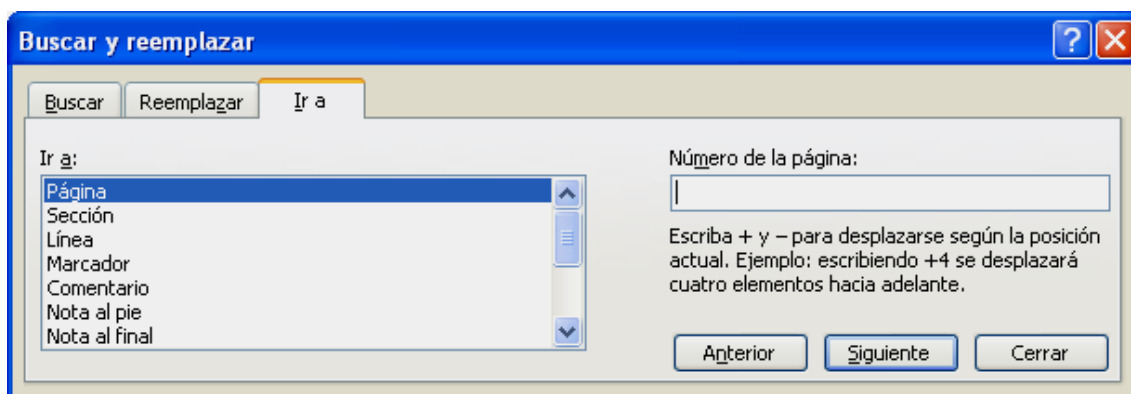 Buscar y reemplazar
Buscar
Reemplazar
Ir a
Ir a:
Página
Sección
Línea
Marcador
Comentario
Nota al pie
Nota al final
Número de la página:
Escriba + y – para desplazarse según la posición
actual. Ejemplo: escribiendo +4 se desplazará
cuatro elementos hacia adelante.
Anterior
Siguiente
Cerrar